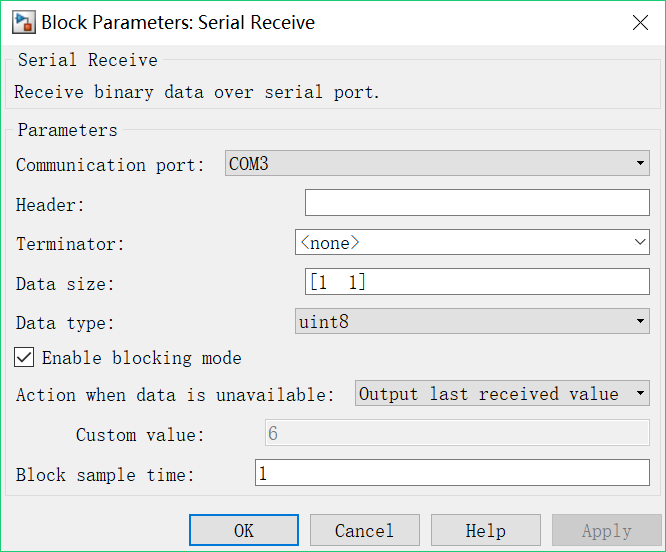 Block Parameters: Serial Receive
Serial Receive
Receive binary data over serial port.
Parameters
Communication port: COM3
Header:
Terminator: <none>
Data size: [1  1]
Data type: uint8
Enable blocking mode
Action when data is unavailable: Output last received value
Custom value: 6
Block sample time: 1
OK Cancel Help Apply